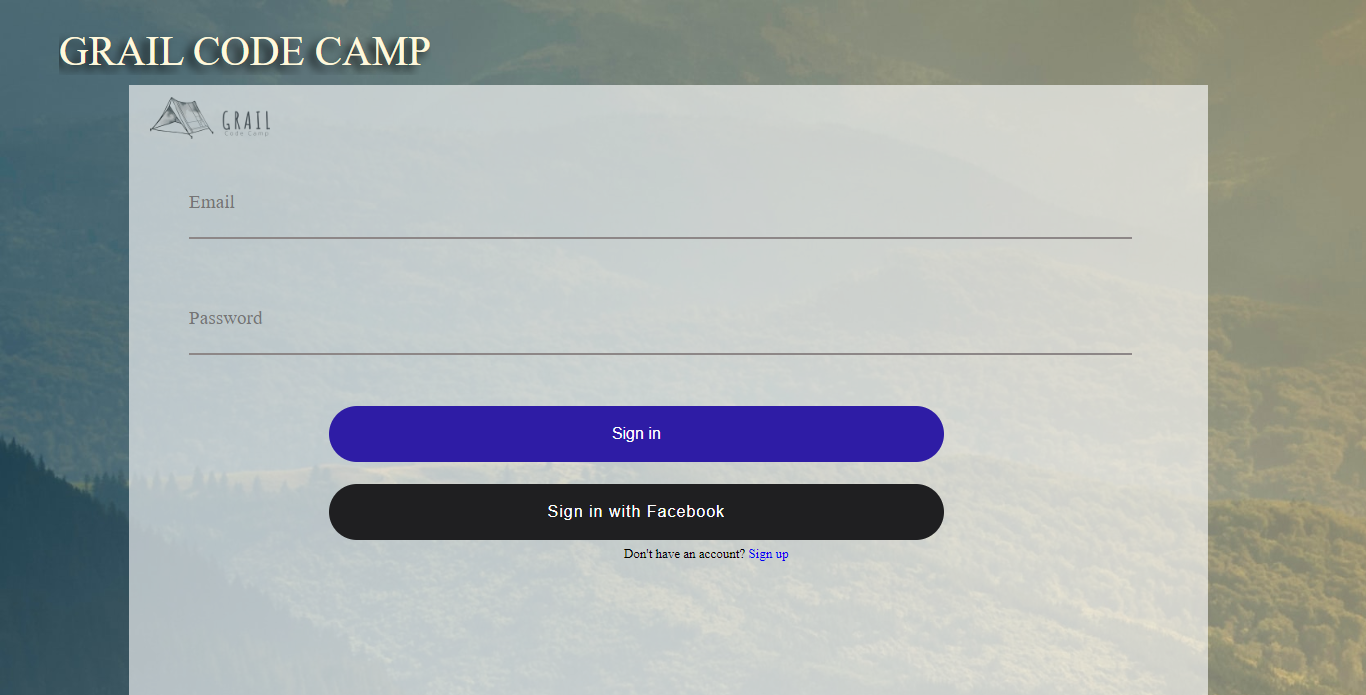 GRAIL CODE CAMP
GRAIL
Code Camp
Email
Password
Sign in
Sign in with Facebook
Don't have an account? Sign up